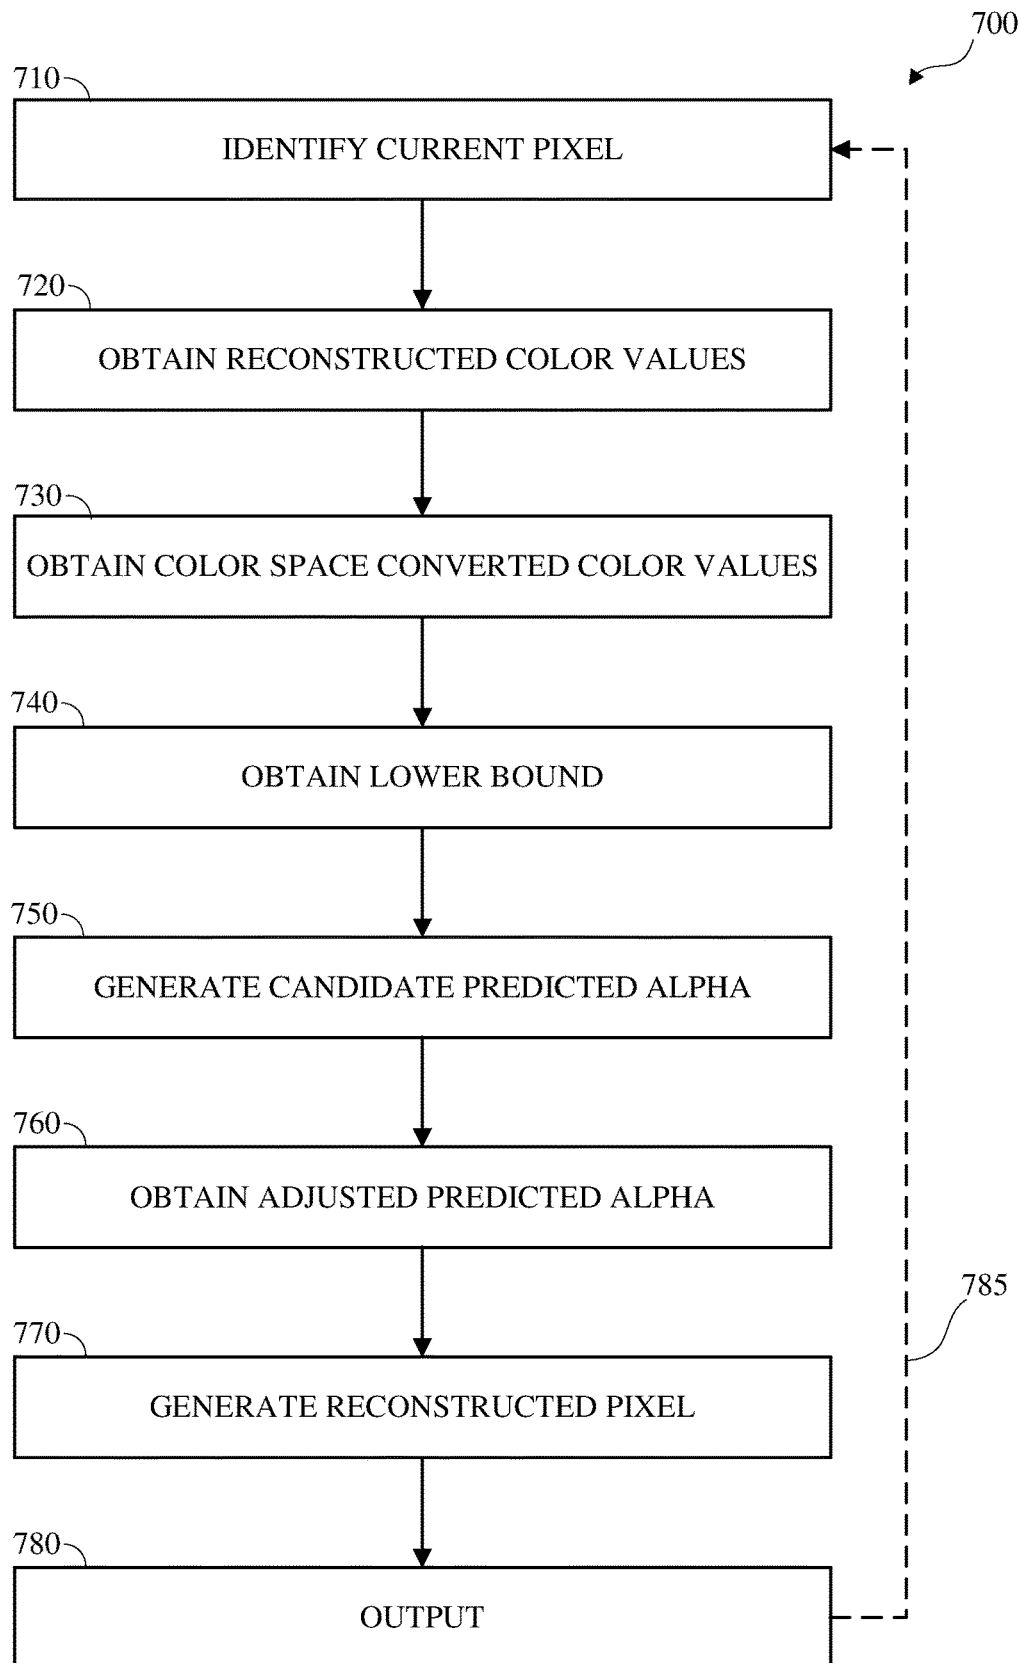 700
710
IDENTIFY CURRENT PIXEL
720
OBTAIN RECONSTRUCTED COLOR VALUES
730
OBTAIN COLOR SPACE CONVERTED COLOR VALUES
740
OBTAIN LOWER BOUND
750
GENERATE CANDIDATE PREDICTED ALPHA
760
OBTAIN ADJUSTED PREDICTED ALPHA
785
770
GENERATE RECONSTRUCTED PIXEL
780
OUTPUT